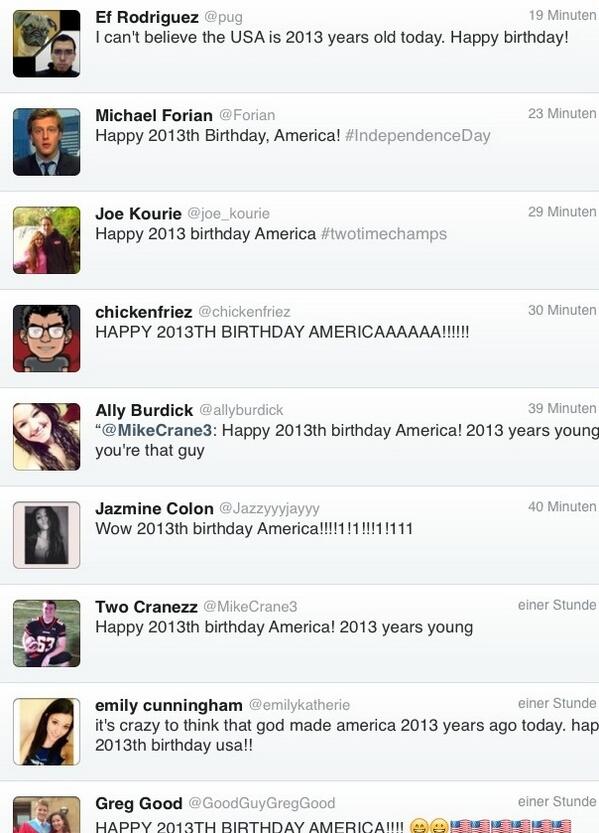 Ef Rodriguez @pug 19 Minuten
I can't believe the USA is 2013 years old today. Happy birthday!
Michael Forian @Forian 23 Minuten
Happy 2013th Birthday, America! #IndependenceDay
Joe Kourie @joe_kourie 29 Minuten
Happy 2013 birthday America #twotimechamps
chickenfriez @chickenfriez 30 Minuten
HAPPY 2013TH BIRTHDAY AMERICAAAAAA!!!!!!
Ally Burdick @allyburdick 39 Minuten
“@MikeCrane3: Happy 2013th birthday America! 2013 years young
you're that guy
Jazmine Colon @Jazzyyyjayyy 40 Minuten
Wow 2013th birthday America!!!!1!1!!!1!111
Two Cranezz @MikeCrane3 einer Stunde
Happy 2013th birthday America! 2013 years young
63
emily cunningham @emilykatherie einer Stunde
it's crazy to think that god made america 2013 years ago today. hap
2013th birthday usa!!
Greg Good @GoodGuyGregGood einer Stunde
HAPPY 2013TH BIRTHDAY AMERICA!!!! 😄😄🇺🇸🇺🇸🇺🇸🇺🇸🇺🇸